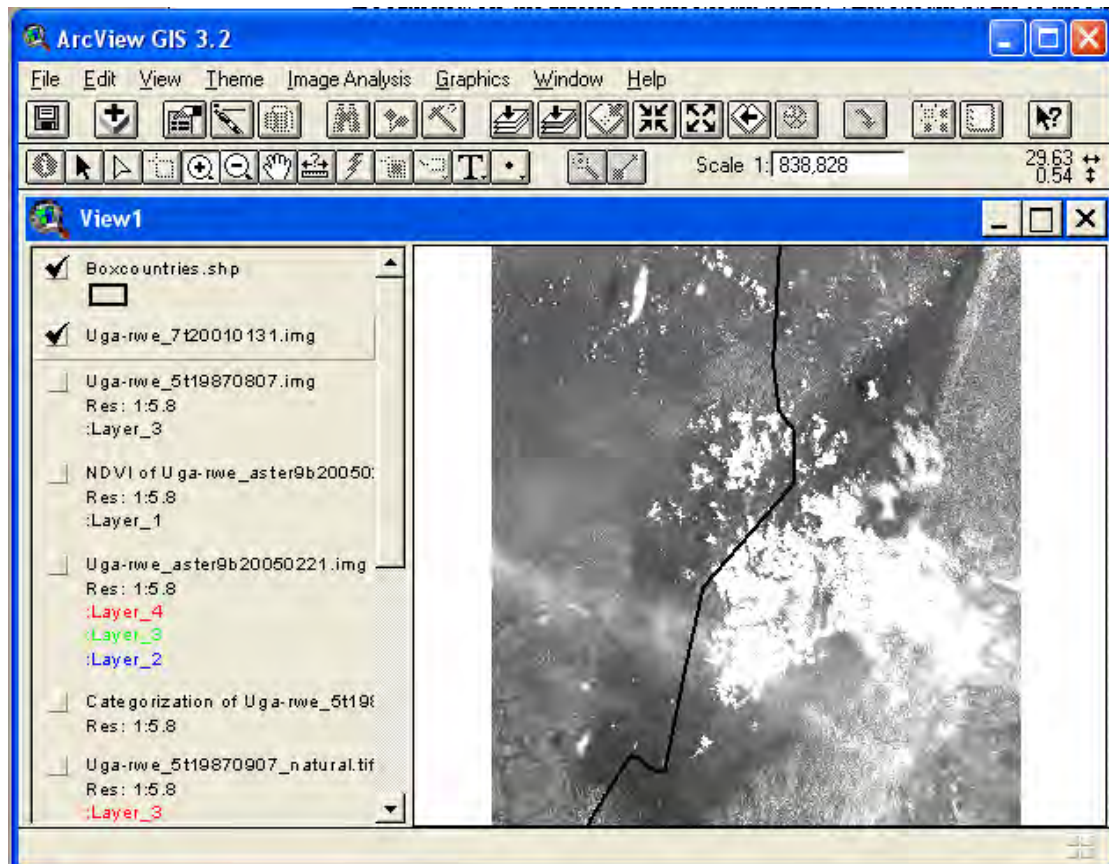 ArcView GIS 3.2
File Edit View Theme Image Analysis Graphics Window Help
T
Scale 1: 838,828
29.63
0.54
View1
Boxcountries.shp
Uga-rwe_7t20010131.img
Uga-rwe_5t19870807.img
Res: 1:5.8
:Layer_3
NDVI of Uga-rwe_aster9b20050
Res: 1:5.8
:Layer_1
Uga-rwe_aster9b20050221.img
Res: 1:5.8
:Layer_4
:Layer_3
:Layer_2
Categorization of Uga-rwe_5t198
Res: 1:5.8
Uga-rwe_5t19870907_natural.tif
Res: 1:5.8
:Layer_3